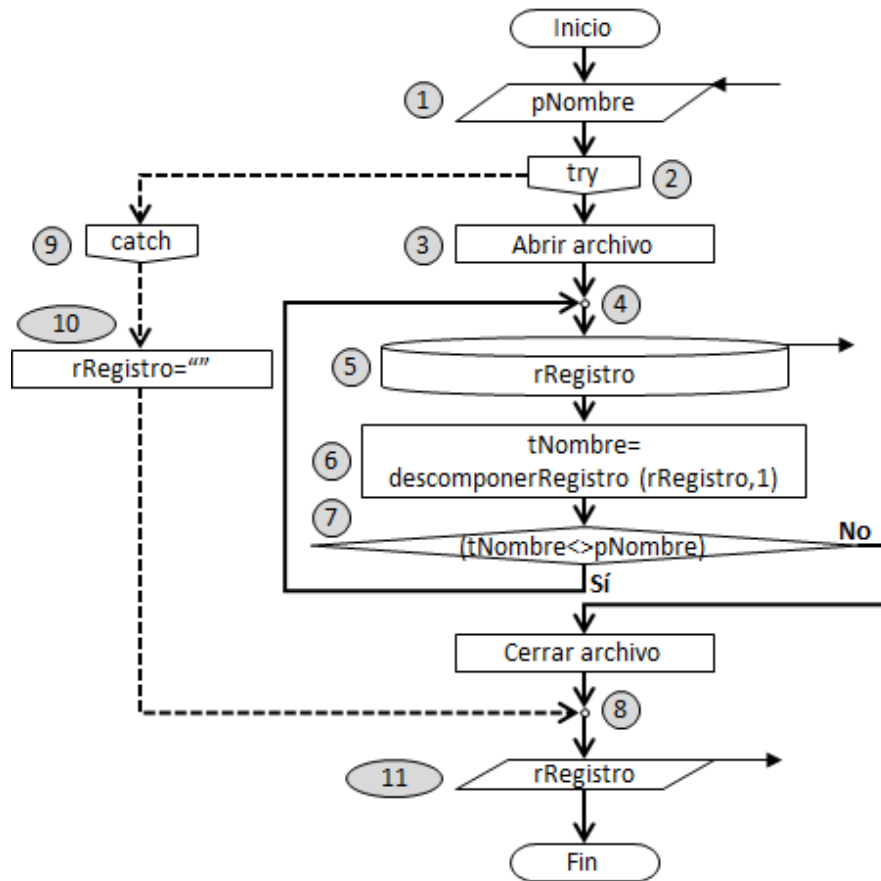 Inicio
1
pNombre
try
2
9
catch
3
Abrir archivo
4
10
rRegistro=“”
5
rRegistro
6
tNombre=
descomponerRegistro (rRegistro,1)
7
(tNombre<>pNombre)
No
Sí
Cerrar archivo
8
11
rRegistro
Fin